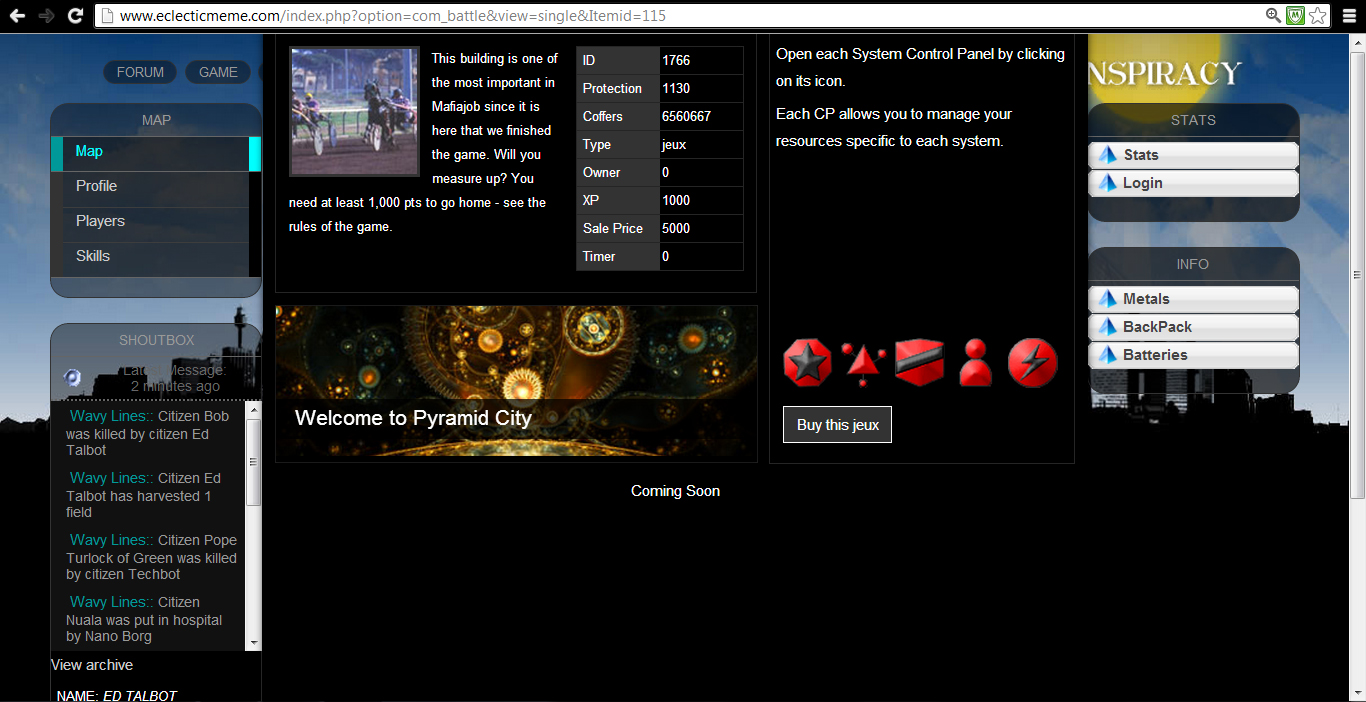 www.eclecticmeme.com/index.php?option=com_battle&view=single&Itemid=115
FORUM
GAME
MAP
Map
Profile
Players
Skills
SHOUTBOX
Latest Message:
2 minutes ago
Wavy Lines:: Citizen Bob
was killed by citizen Ed
Talbot
Wavy Lines:: Citizen Ed
Talbot has harvested 1
field
Wavy Lines:: Citizen Pope
Turlock of Green was killed
by citizen Techbot
Wavy Lines:: Citizen
Nuala was put in hospital
by Nano Borg
View archive
NAME: ED TALBOT
This building is one of
the most important in
Mafiajob since it is
here that we finished
the game. Will you
measure up? You
need at least 1,000 pts to go home - see the
rules of the game.
ID 1766
Protection 1130
Coffers 6560667
Type jeux
Owner 0
XP 1000
Sale Price 5000
Timer 0
Welcome to Pyramid City
Open each System Control Panel by clicking
on its icon.
Each CP allows you to manage your
resources specific to each system.
Buy this jeux
Coming Soon
NSPIRACY
STATS
Stats
Login
INFO
Metals
BackPack
Batteries